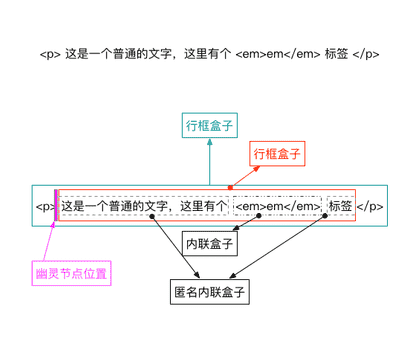 <p> 这是一个普通的文字，这里有个 <em>em</em> 标签 </p>
行框盒子
行框盒子
<p> 这是一个普通的文字，这里有个 <em>em</em> 标签 </p>
内联盒子
幽灵节点位置
匿名内联盒子